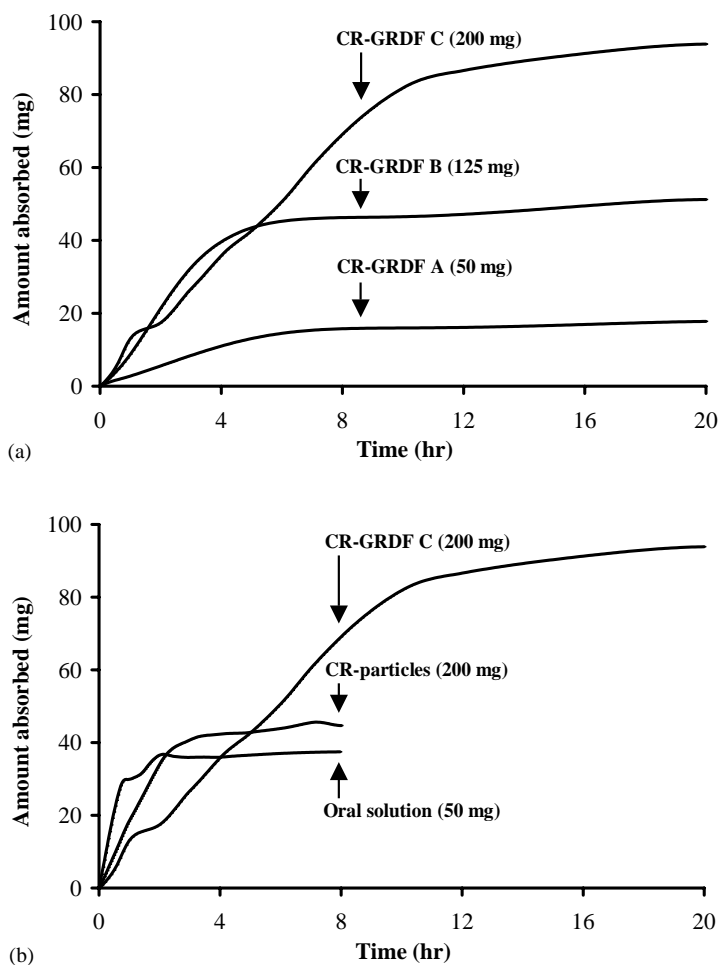 100
80
60
40
20
0
Amount absorbed (mg)
CR-GRDF C (200 mg)
CR-GRDF B (125 mg)
CR-GRDF A (50 mg)
0 4 8 12 16 20
Time (hr)
(a)
100
80
60
40
20
0
Amount absorbed (mg)
CR-GRDF C (200 mg)
CR-particles (200 mg)
Oral solution (50 mg)
0 4 8 12 16 20
Time (hr)
(b)